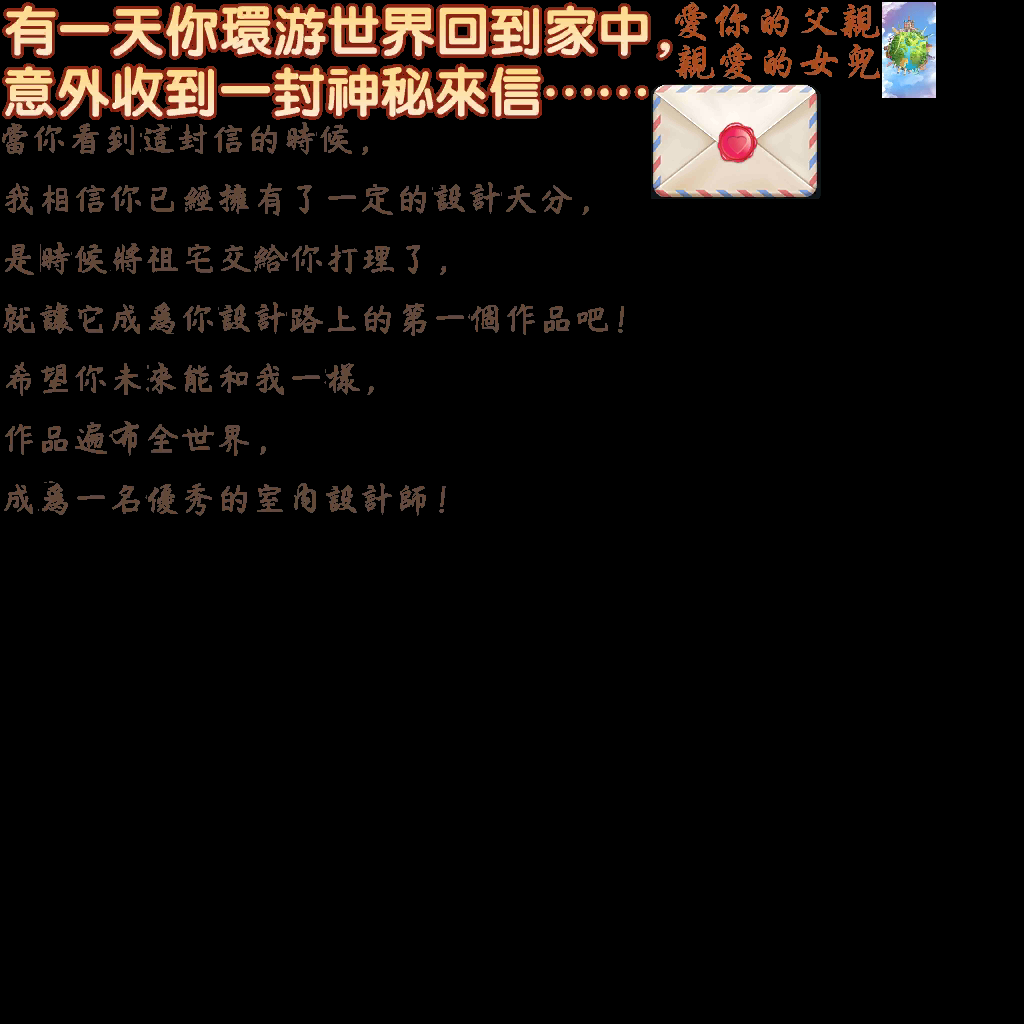 有一天你環游世界回到家中，
意外收到一封神秘來信……
愛你的父親
親愛的女兒
當你看到這封信的時候，
我相信你已經擁有了一定的設計天分，
是時候將祖宅交給你打理了，
就讓它成爲你設計路上的第一個作品吧！
希望你未來能和我一樣，
作品遍布全世界，
成爲一名優秀的室內設計師！